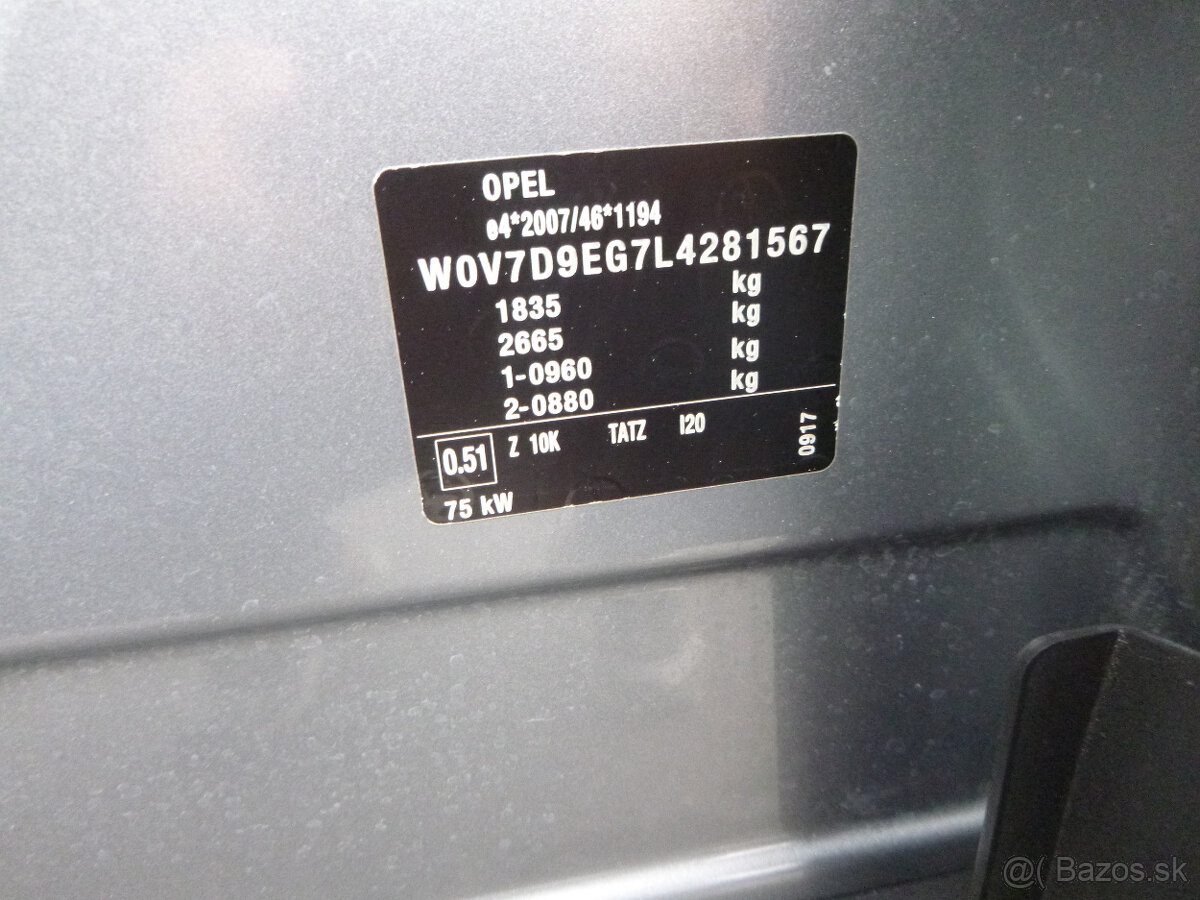 OPEL
e4*2007/46*1194
W0V7D9EG7L4281567
1835 kg
2665 kg
1-0960 kg
2-0880 kg
0.51 Z 10K TATZ I20
0917
75 kW
@( Bazos.sk